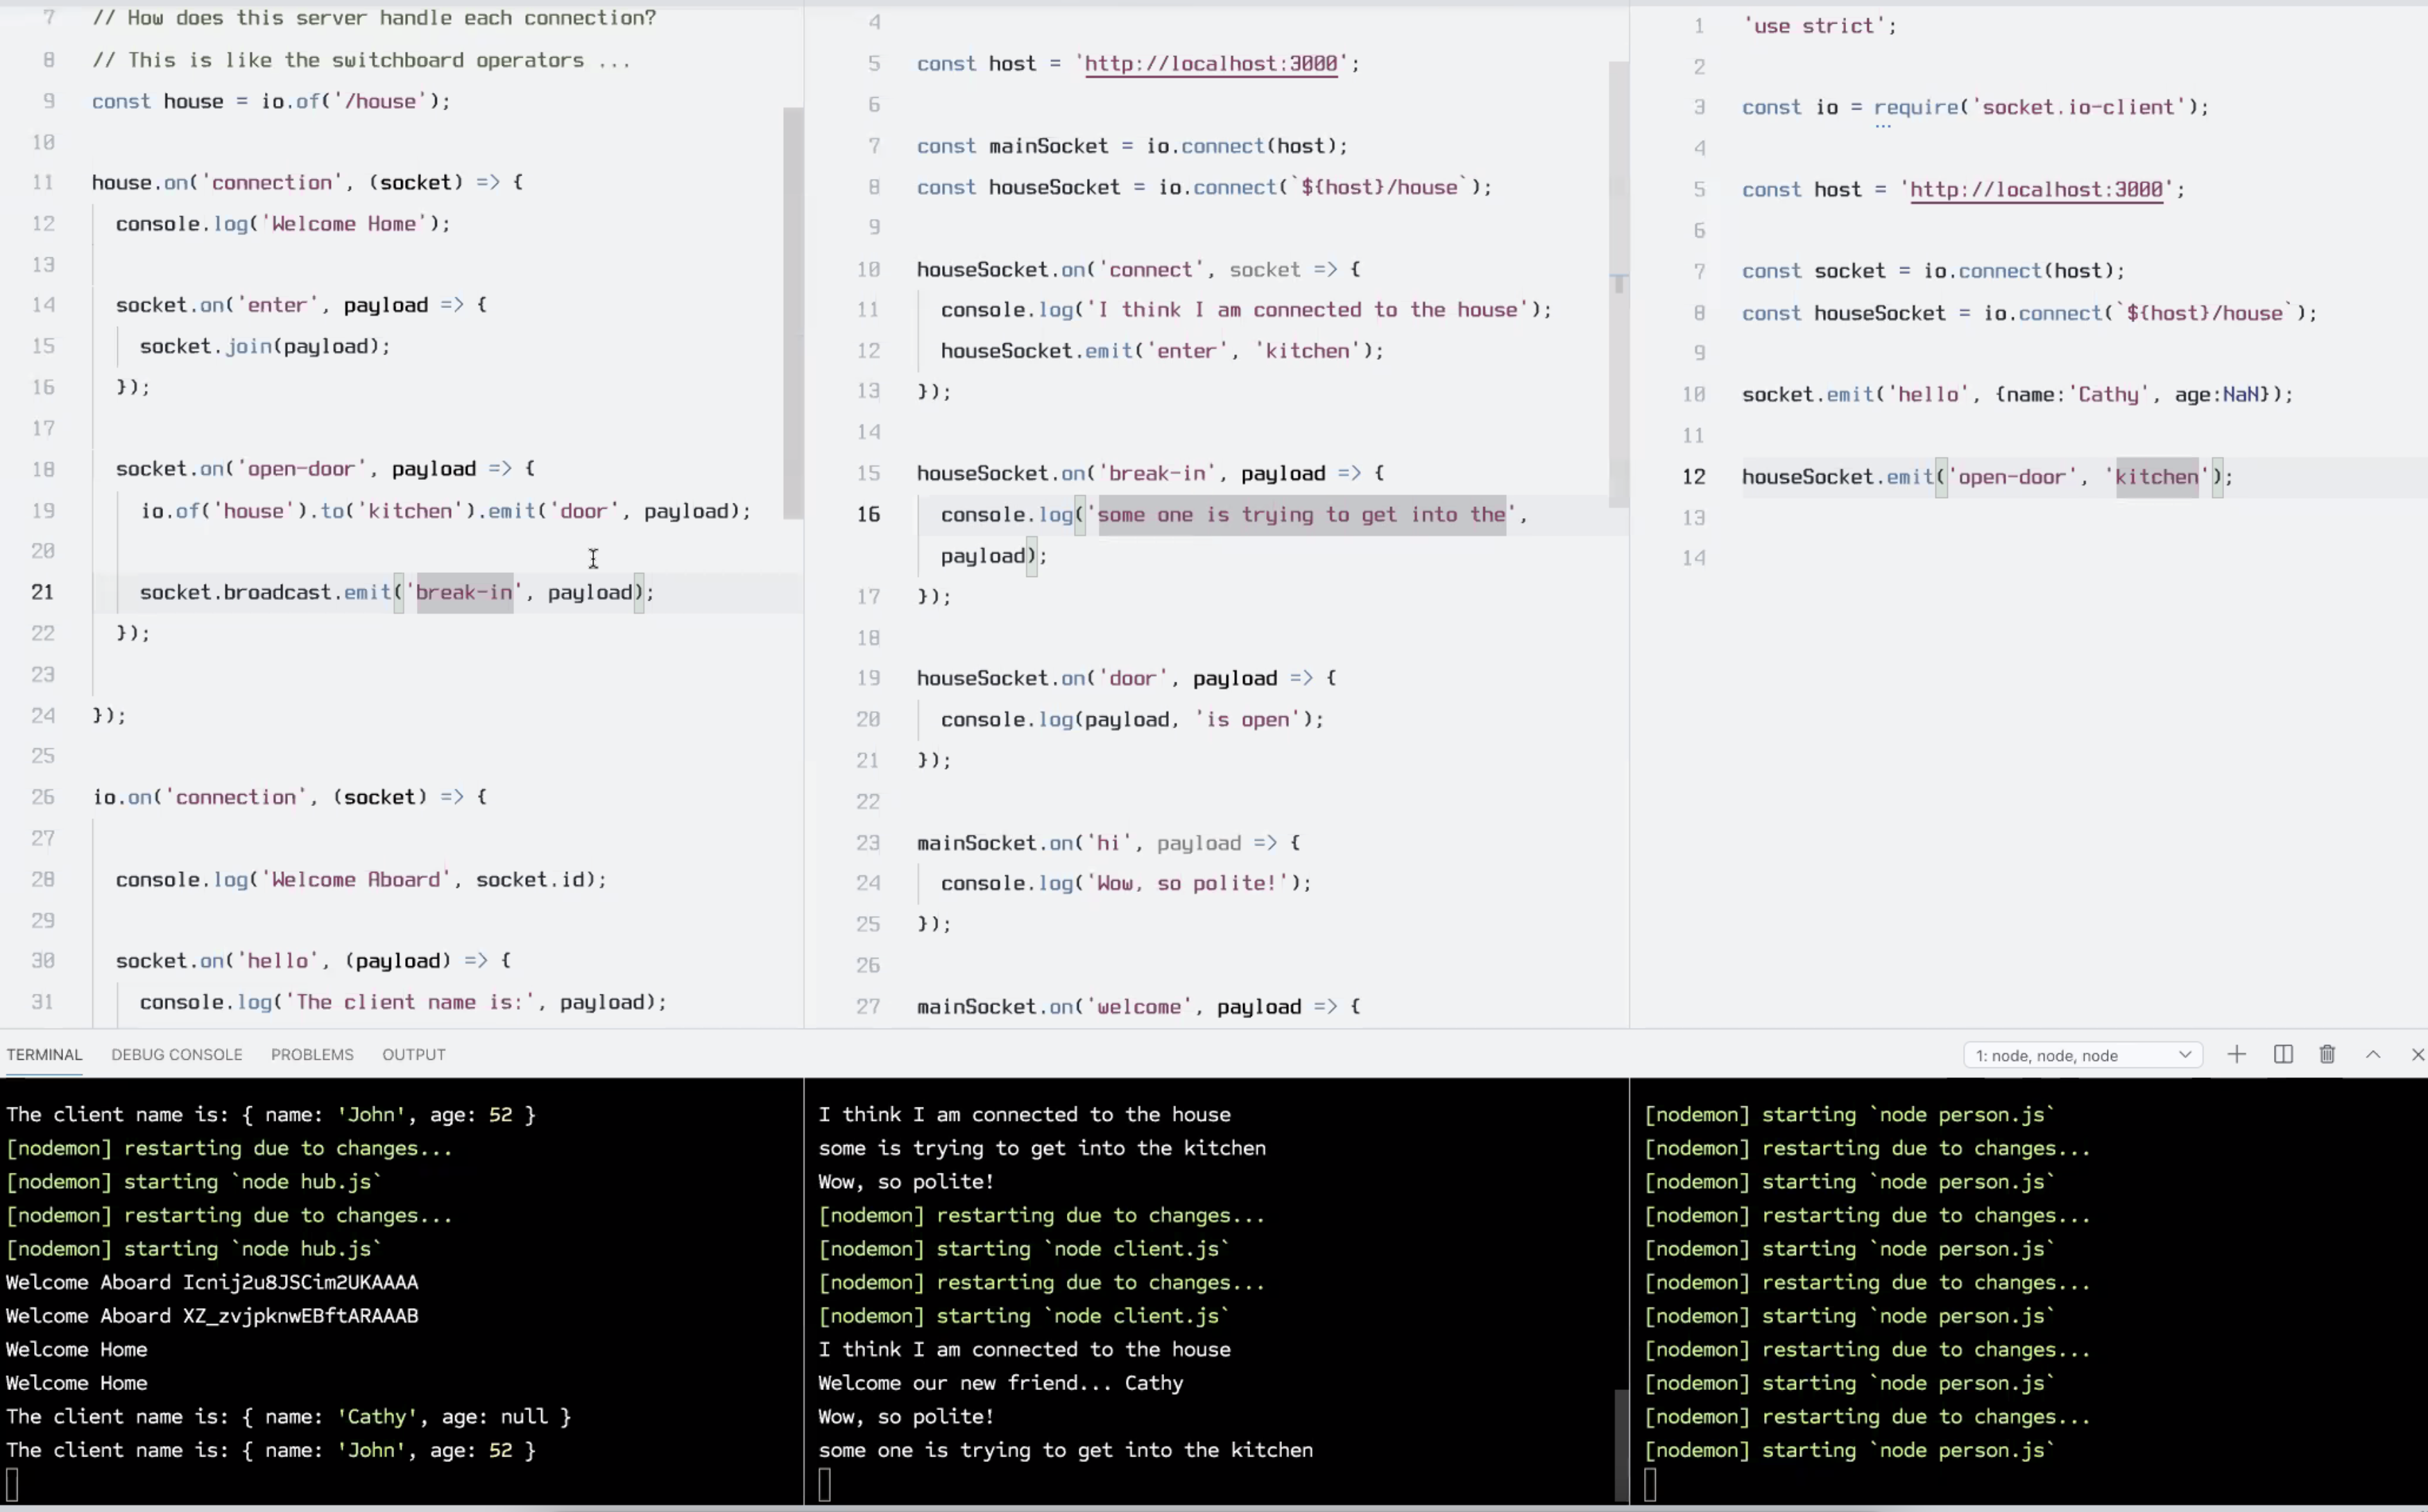 7 // How does this server handle each connection?
8 // This is like the switchboard operators ...
9 const house = io.of('/house');
10
11 house.on('connection', (socket) => {
12 console.log('Welcome Home');
13
14 socket.on('enter', payload => {
15 socket.join(payload);
16 });
17
18 socket.on('open-door', payload => {
19 io.of('house').to('kitchen').emit('door', payload);
20
21 socket.broadcast.emit('break-in', payload);
22 });
23
24 });
25
26 io.on('connection', (socket) => {
27
28 console.log('Welcome Aboard', socket.id);
29
30 socket.on('hello', (payload) => {
31 console.log('The client name is:', payload);
4
5 const host = 'http://localhost:3000';
6
7 const mainSocket = io.connect(host);
8 const houseSocket = io.connect(`${host}/house`);
9
10 houseSocket.on('connect', socket => {
11 console.log('I think I am connected to the house');
12 houseSocket.emit('enter', 'kitchen');
13 });
14
15 houseSocket.on('break-in', payload => {
16 console.log('some one is trying to get into the',
payload);
17 });
18
19 houseSocket.on('door', payload => {
20 console.log(payload, 'is open');
21 });
22
23 mainSocket.on('hi', payload => {
24 console.log('Wow, so polite!');
25 });
26
27 mainSocket.on('welcome', payload => {
1 'use strict';
2
3 const io = require('socket.io-client');
4
5 const host = 'http://localhost:3000';
6
7 const socket = io.connect(host);
8 const houseSocket = io.connect(`${host}/house`);
9
10 socket.emit('hello', {name:'Cathy', age:NaN});
11
12 houseSocket.emit('open-door', 'kitchen');
13
14
TERMINAL DEBUG CONSOLE PROBLEMS OUTPUT 1: node, node, node
The client name is: { name: 'John', age: 52 }
[nodemon] restarting due to changes...
[nodemon] starting `node hub.js`
[nodemon] restarting due to changes...
[nodemon] starting `node hub.js`
Welcome Aboard Icnij2u8JSCim2UKAAAA
Welcome Aboard XZ_zvjpknwEBftARAAAB
Welcome Home
Welcome Home
The client name is: { name: 'Cathy', age: null }
The client name is: { name: 'John', age: 52 }
I think I am connected to the house
some is trying to get into the kitchen
Wow, so polite!
[nodemon] restarting due to changes...
[nodemon] starting `node client.js`
[nodemon] restarting due to changes...
[nodemon] starting `node client.js`
I think I am connected to the house
Welcome our new friend... Cathy
Wow, so polite!
some one is trying to get into the kitchen
[nodemon] starting `node person.js`
[nodemon] restarting due to changes...
[nodemon] starting `node person.js`
[nodemon] restarting due to changes...
[nodemon] starting `node person.js`
[nodemon] restarting due to changes...
[nodemon] starting `node person.js`
[nodemon] restarting due to changes...
[nodemon] starting `node person.js`
[nodemon] restarting due to changes...
[nodemon] starting `node person.js`